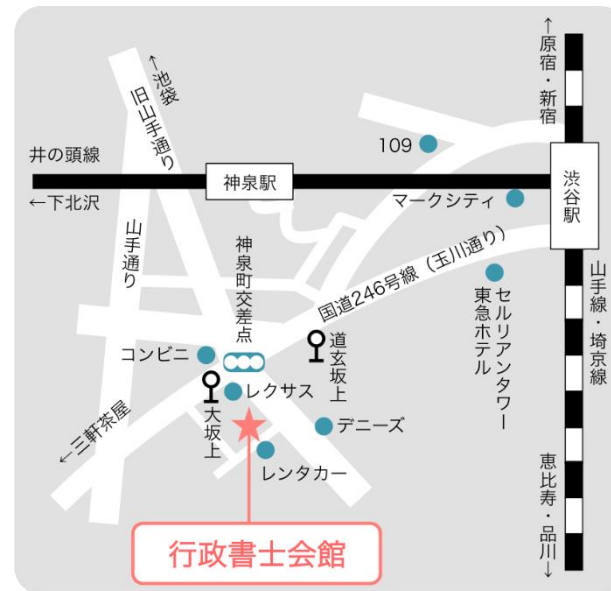 ↑原宿・新宿
↑池袋
旧山手通り
109
井の頭線
神泉駅
渋谷駅
←下北沢
マークシティ
山手通り
神泉町交差点
国道246号線（玉川通り）
山手線・埼京線
セルリアンタワー
東急ホテル
コンビニ
道玄坂上
レクサス
大坂上
デニーズ
←三軒茶屋
レンタカー
恵比寿・品川↓
行政書士会館